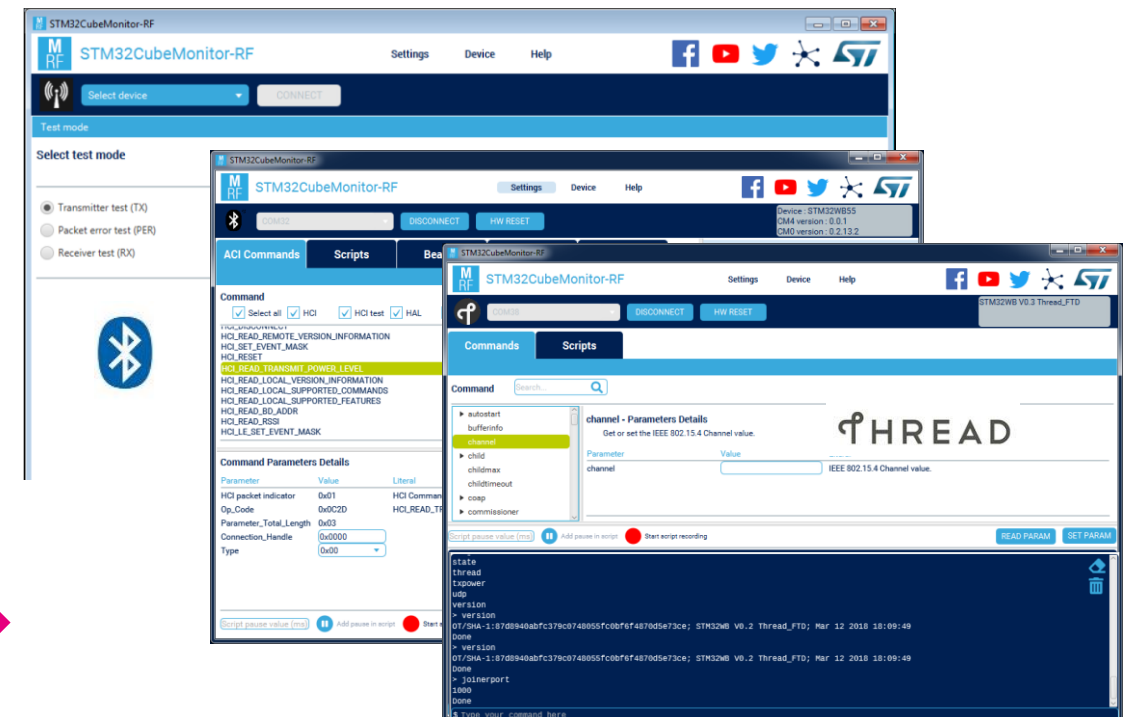 STM32CubeMonitor-RF
M
RF
STM32CubeMonitor-RF
Settings
Device
Help
Select device
CONNECT
Test mode
Select test mode
Transmitter test (TX)
Packet error test (PER)
Receiver test (RX)
STM32CubeMonitor-RF
M
RF
STM32CubeMonitor-RF
Settings
Device
Help
COM32
DISCONNECT
HW RESET
Device : STM32WB55
CM4 version : 0.0.1
CM0 version : 0.2.13.2
ACI Commands
Scripts
Bea
Command
Select all
HCI
HCI test
HAL
HCI_DISCONNECT
HCI_READ_REMOTE_VERSION_INFORMATION
HCI_SET_EVENT_MASK
HCI_RESET
HCI_READ_TRANSMIT_POWER_LEVEL
HCI_READ_LOCAL_VERSION_INFORMATION
HCI_READ_LOCAL_SUPPORTED_COMMANDS
HCI_READ_LOCAL_SUPPORTED_FEATURES
HCI_READ_BD_ADDR
HCI_READ_RSSI
HCI_LE_SET_EVENT_MASK
Command Parameters Details
Parameter Value Literal
HCI packet indicator 0x01 HCI Comman
Op_Code 0x0C2D HCI_READ_TR
Parameter_Total_Length 0x03
Connection_Handle 0x0000
Type 0x00
Script pause value (ms)
Add pause in script
Start s
STM32CubeMonitor-RF
M
RF
STM32CubeMonitor-RF
Settings
Device
Help
DISCONNECT
HW RESET
STM32WB V0.3 Thread_FTD
Commands
Scripts
Command
Search...
autostart
bufferinfo
channel
child
childmax
childtimeout
coap
commissioner
channel - Parameters Details
Get or set the IEEE 802.15.4 Channel value.
Parameter Value
channel IEEE 802.15.4 Channel value.
THREAD
Script pause value (ms)
Add pause in script
Start script recording
READ PARAM
SET PARAM
state
thread
txpower
udp
version
> version
OT/SHA-1:87d8940abfc379c0748055fc0bf6f4870d5e73ce; STM32WB V0.2 Thread_FTD; Mar 12 2018 18:09:49
Done
> version
OT/SHA-1:87d8940abfc379c0748055fc0bf6f4870d5e73ce; STM32WB V0.2 Thread_FTD; Mar 12 2018 18:09:49
Done
> joinerport
1000
Done
$ Type your command here